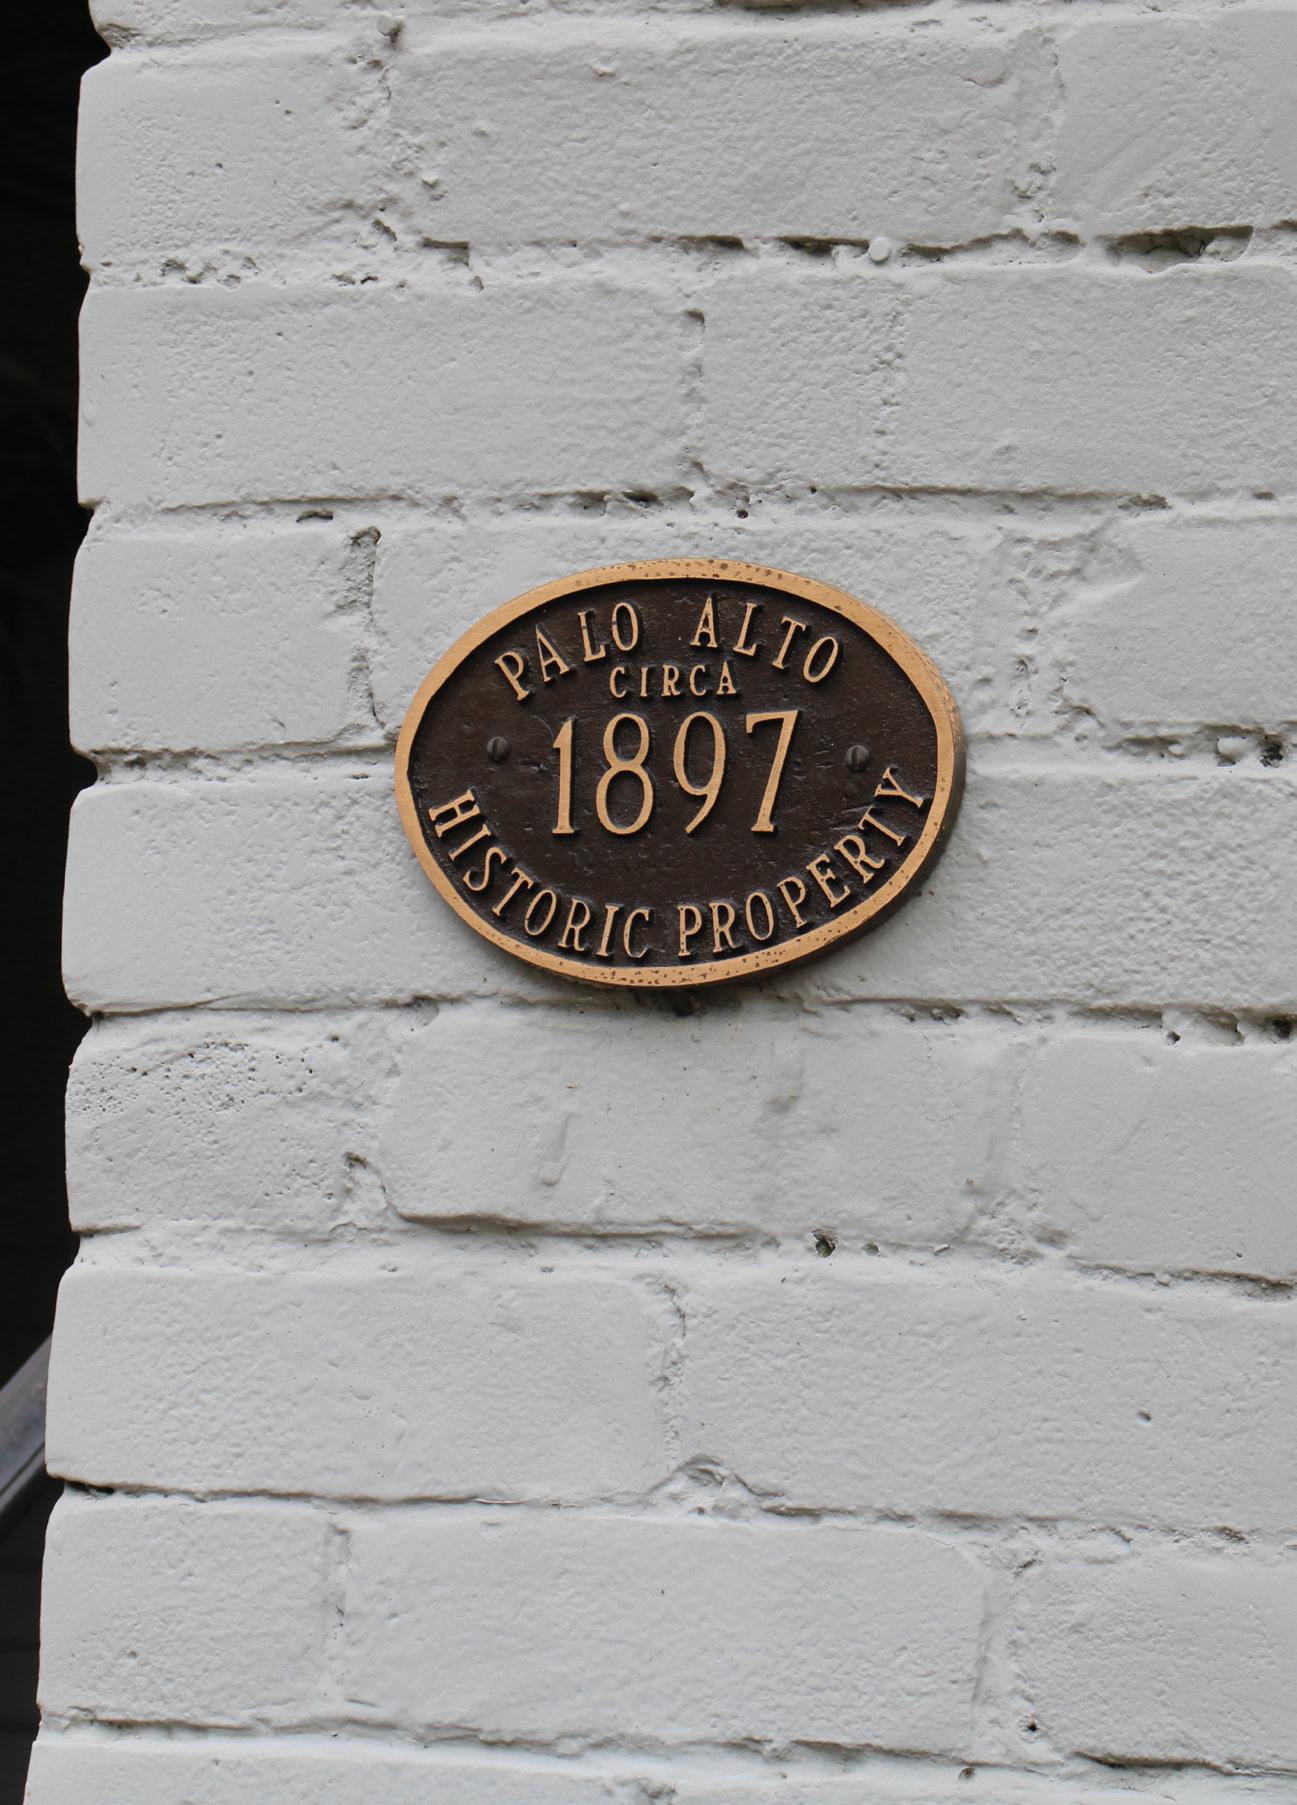 PALO ALTO
CIRCA
1897
HISTORIC PROPERTY